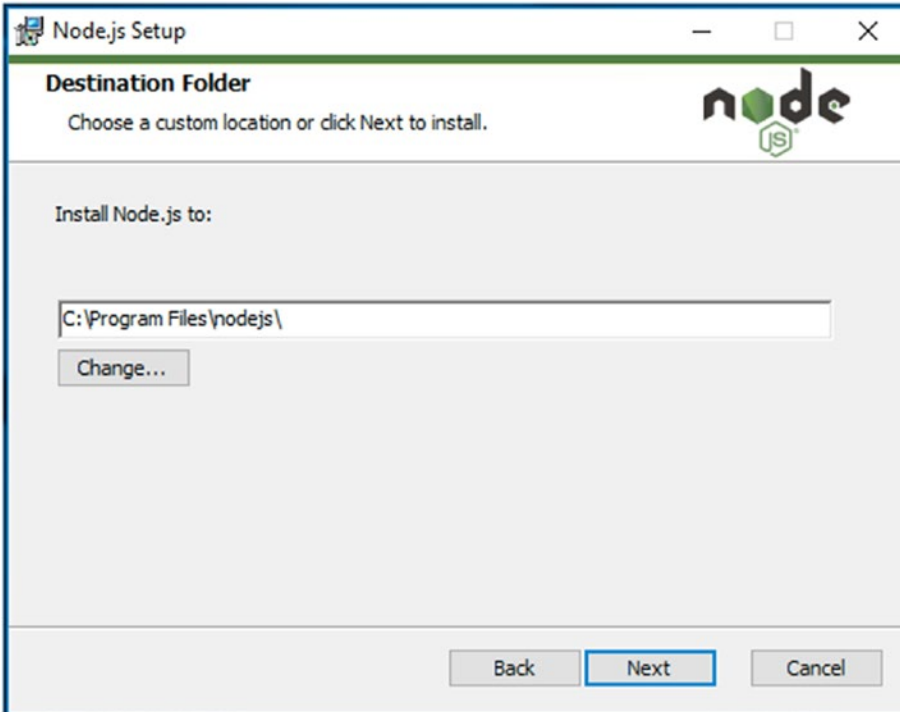 Node.js Setup
Destination Folder
Choose a custom location or click Next to install.
node
JS
Install Node.js to:
C:\Program Files\nodejs\
Change...
Back Next Cancel